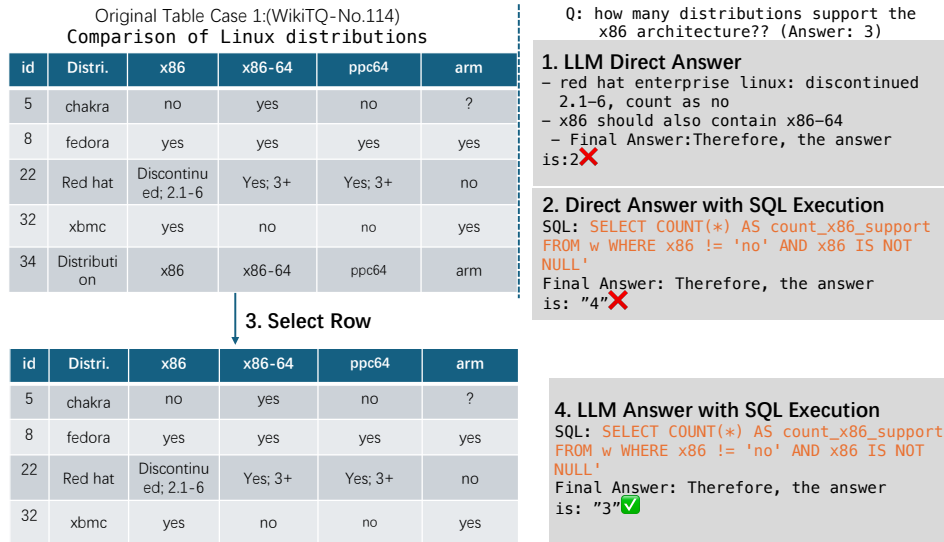 Original Table Case 1:(WikiTQ-No.114)
Comparison of Linux distributions
id Distri. x86 x86-64 ppc64 arm
5 chakra no yes no ?
8 fedora yes yes yes yes
22 Red hat Discontinu
ed; 2.1-6 Yes; 3+ Yes; 3+ no
32 xbmc yes no no yes
34 Distributi
on x86 x86-64 ppc64 arm
3. Select Row
id Distri. x86 x86-64 ppc64 arm
5 chakra no yes no ?
8 fedora yes yes yes yes
22 Red hat Discontinu
ed; 2.1-6 Yes; 3+ Yes; 3+ no
32 xbmc yes no no yes
Q: how many distributions support the
x86 architecture?? (Answer: 3)
1. LLM Direct Answer
– red hat enterprise linux: discontinued
2.1–6, count as no
– x86 should also contain x86–64
– Final Answer:Therefore, the answer
is:2❌
2. Direct Answer with SQL Execution
SQL: SELECT COUNT(*) AS count_x86_support
FROM w WHERE x86 != 'no' AND x86 IS NOT
NULL'
Final Answer: Therefore, the answer
is: ”4”❌
4. LLM Answer with SQL Execution
SQL: SELECT COUNT(*) AS count_x86_support
FROM w WHERE x86 != 'no' AND x86 IS NOT
NULL'
Final Answer: Therefore, the answer
is: ”3”✅